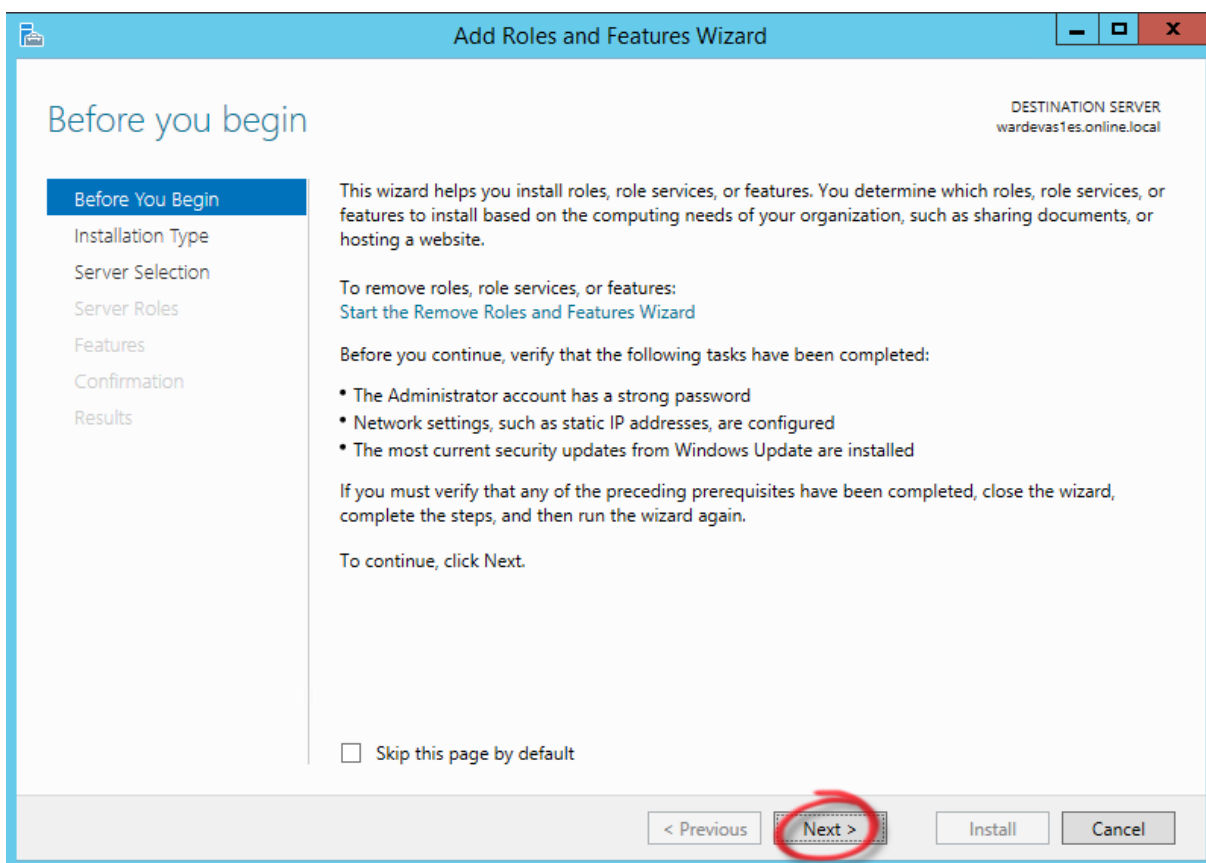 Add Roles and Features Wizard
x
Before you begin
DESTINATION SERVER
wardevas1es.online.local
Before You Begin
Installation Type
Server Selection
Server Roles
Features
Confirmation
Results
This wizard helps you install roles, role services, or features. You determine which roles, role services, or
features to install based on the computing needs of your organization, such as sharing documents, or
hosting a website.
To remove roles, role services, or features:
Start the Remove Roles and Features Wizard
Before you continue, verify that the following tasks have been completed:
• The Administrator account has a strong password
• Network settings, such as static IP addresses, are configured
• The most current security updates from Windows Update are installed
If you must verify that any of the preceding prerequisites have been completed, close the wizard,
complete the steps, and then run the wizard again.
To continue, click Next.
Skip this page by default
< Previous
Next >
Install
Cancel